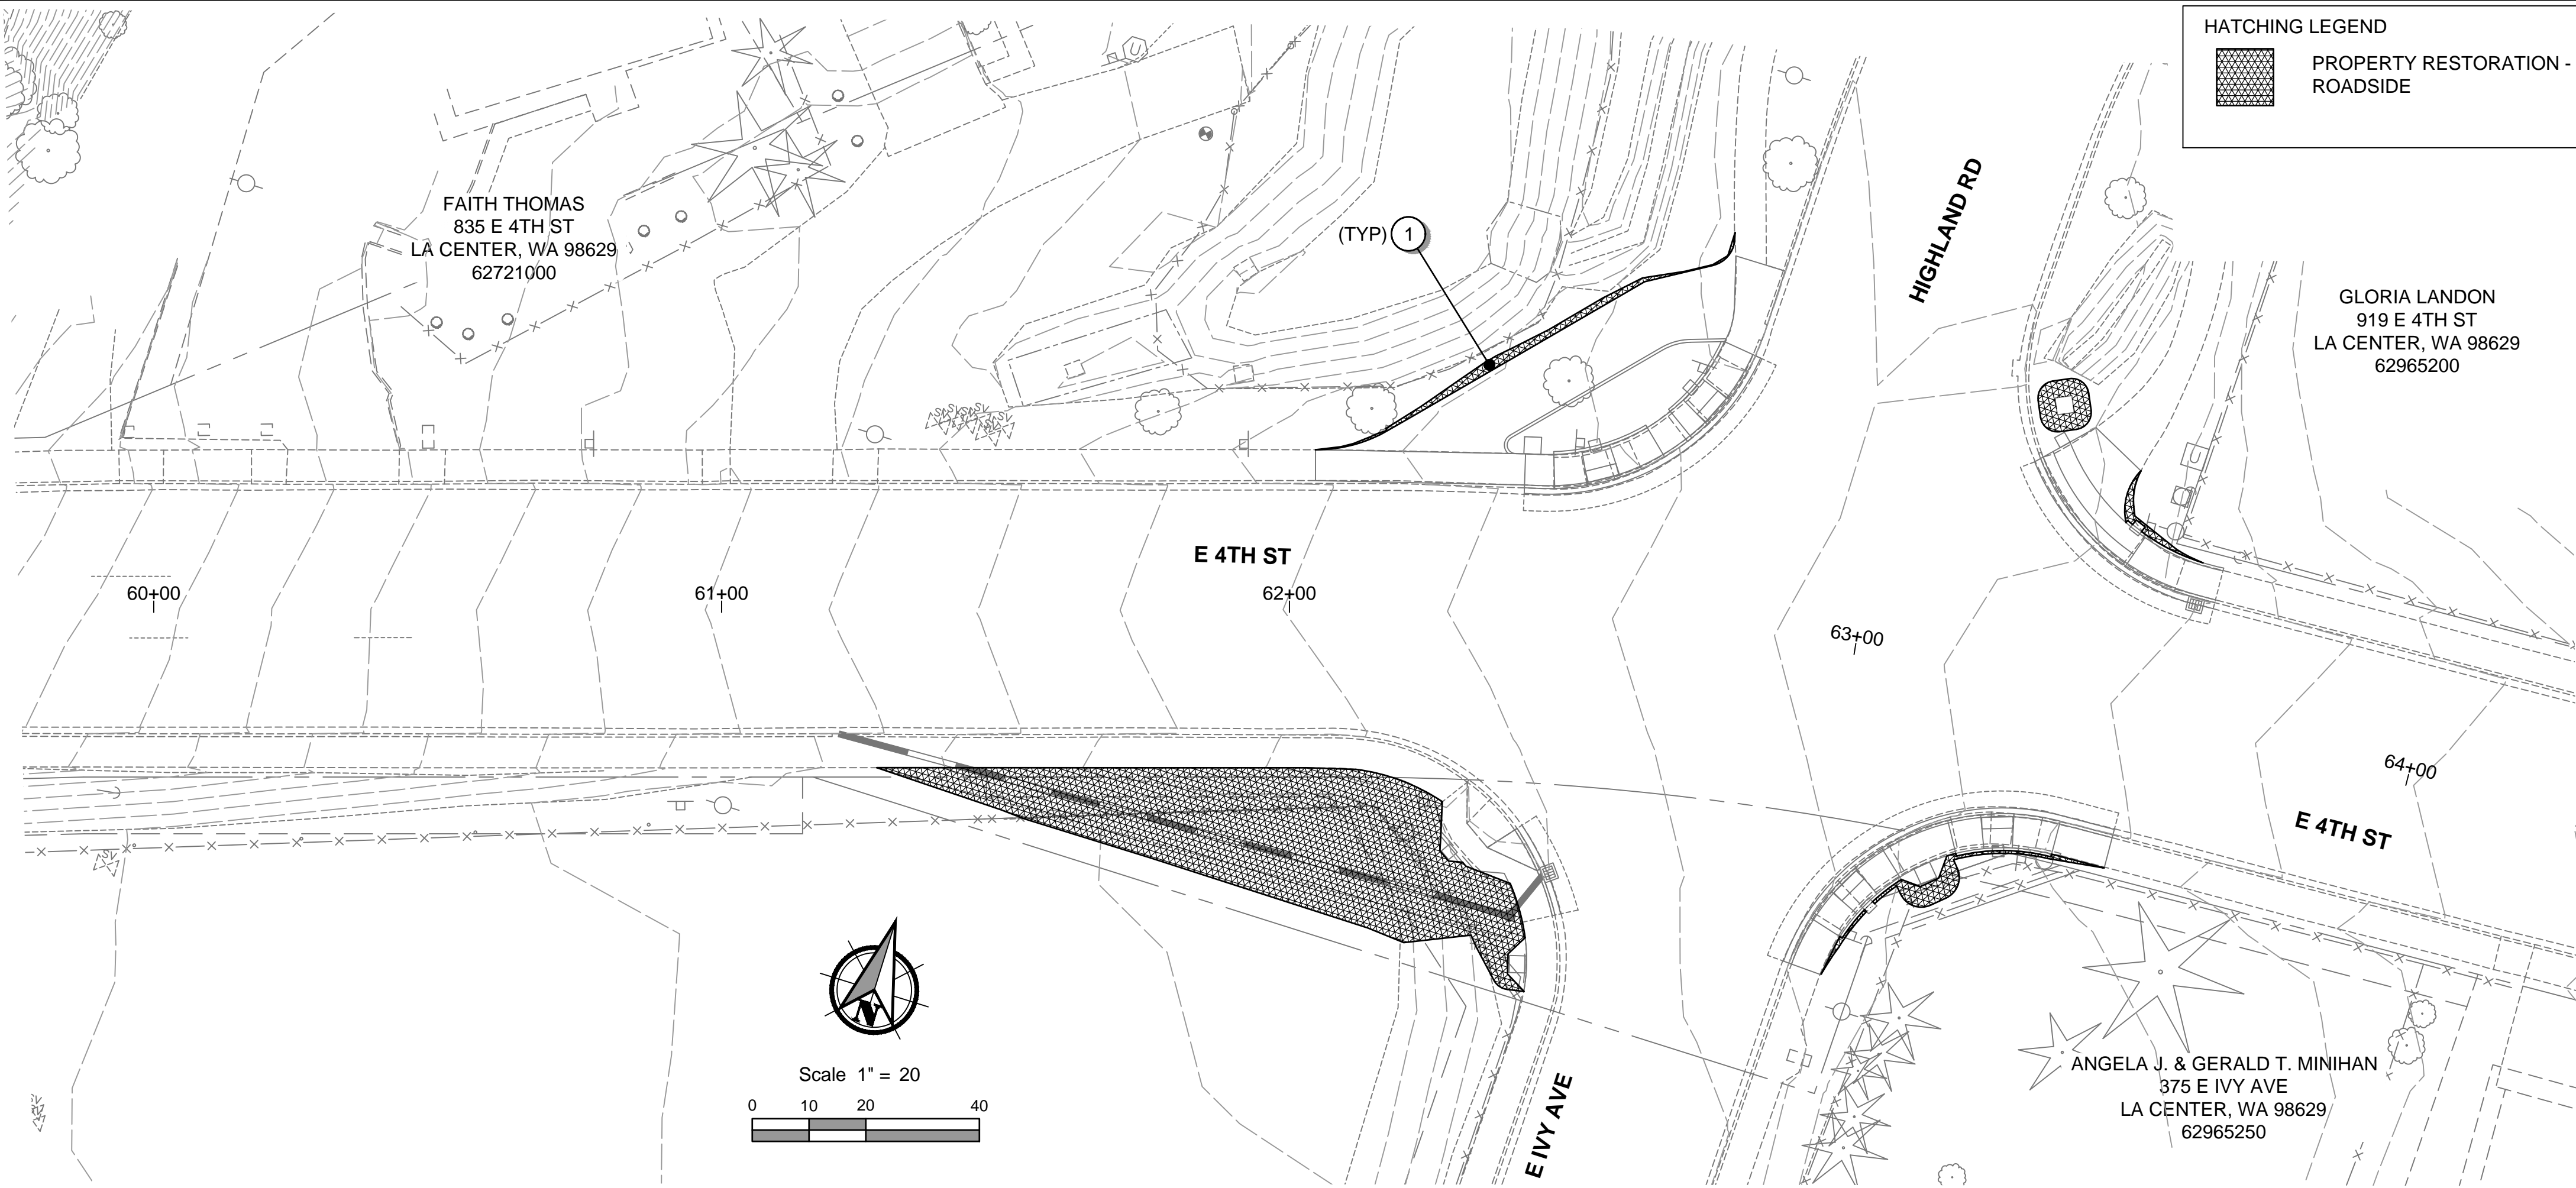 HATCHING LEGEND
PROPERTY RESTORATION -
ROADSIDE
FAITH THOMAS
835 E 4TH ST
LA CENTER, WA 98629
62721000
(TYP) 1
HIGHLAND RD
GLORIA LANDON
919 E 4TH ST
LA CENTER, WA 98629
62965200
E 4TH ST
60+00
61+00
62+00
63+00
64+00
E 4TH ST
N
Scale 1" = 20
0 10 20 40
E IVY AVE
ANGELA J. & GERALD T. MINIHAN
375 E IVY AVE
LA CENTER, WA 98629
62965250